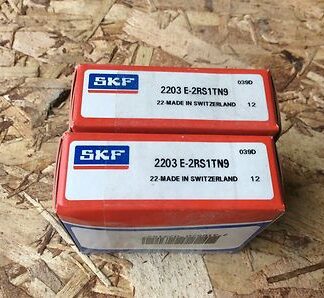 SKF
039D
2203 E-2RS1TN9
22-MADE IN SWITZERLAND 12
SKF
039D
2203 E-2RS1TN9
22-MADE IN SWITZERLAND 12